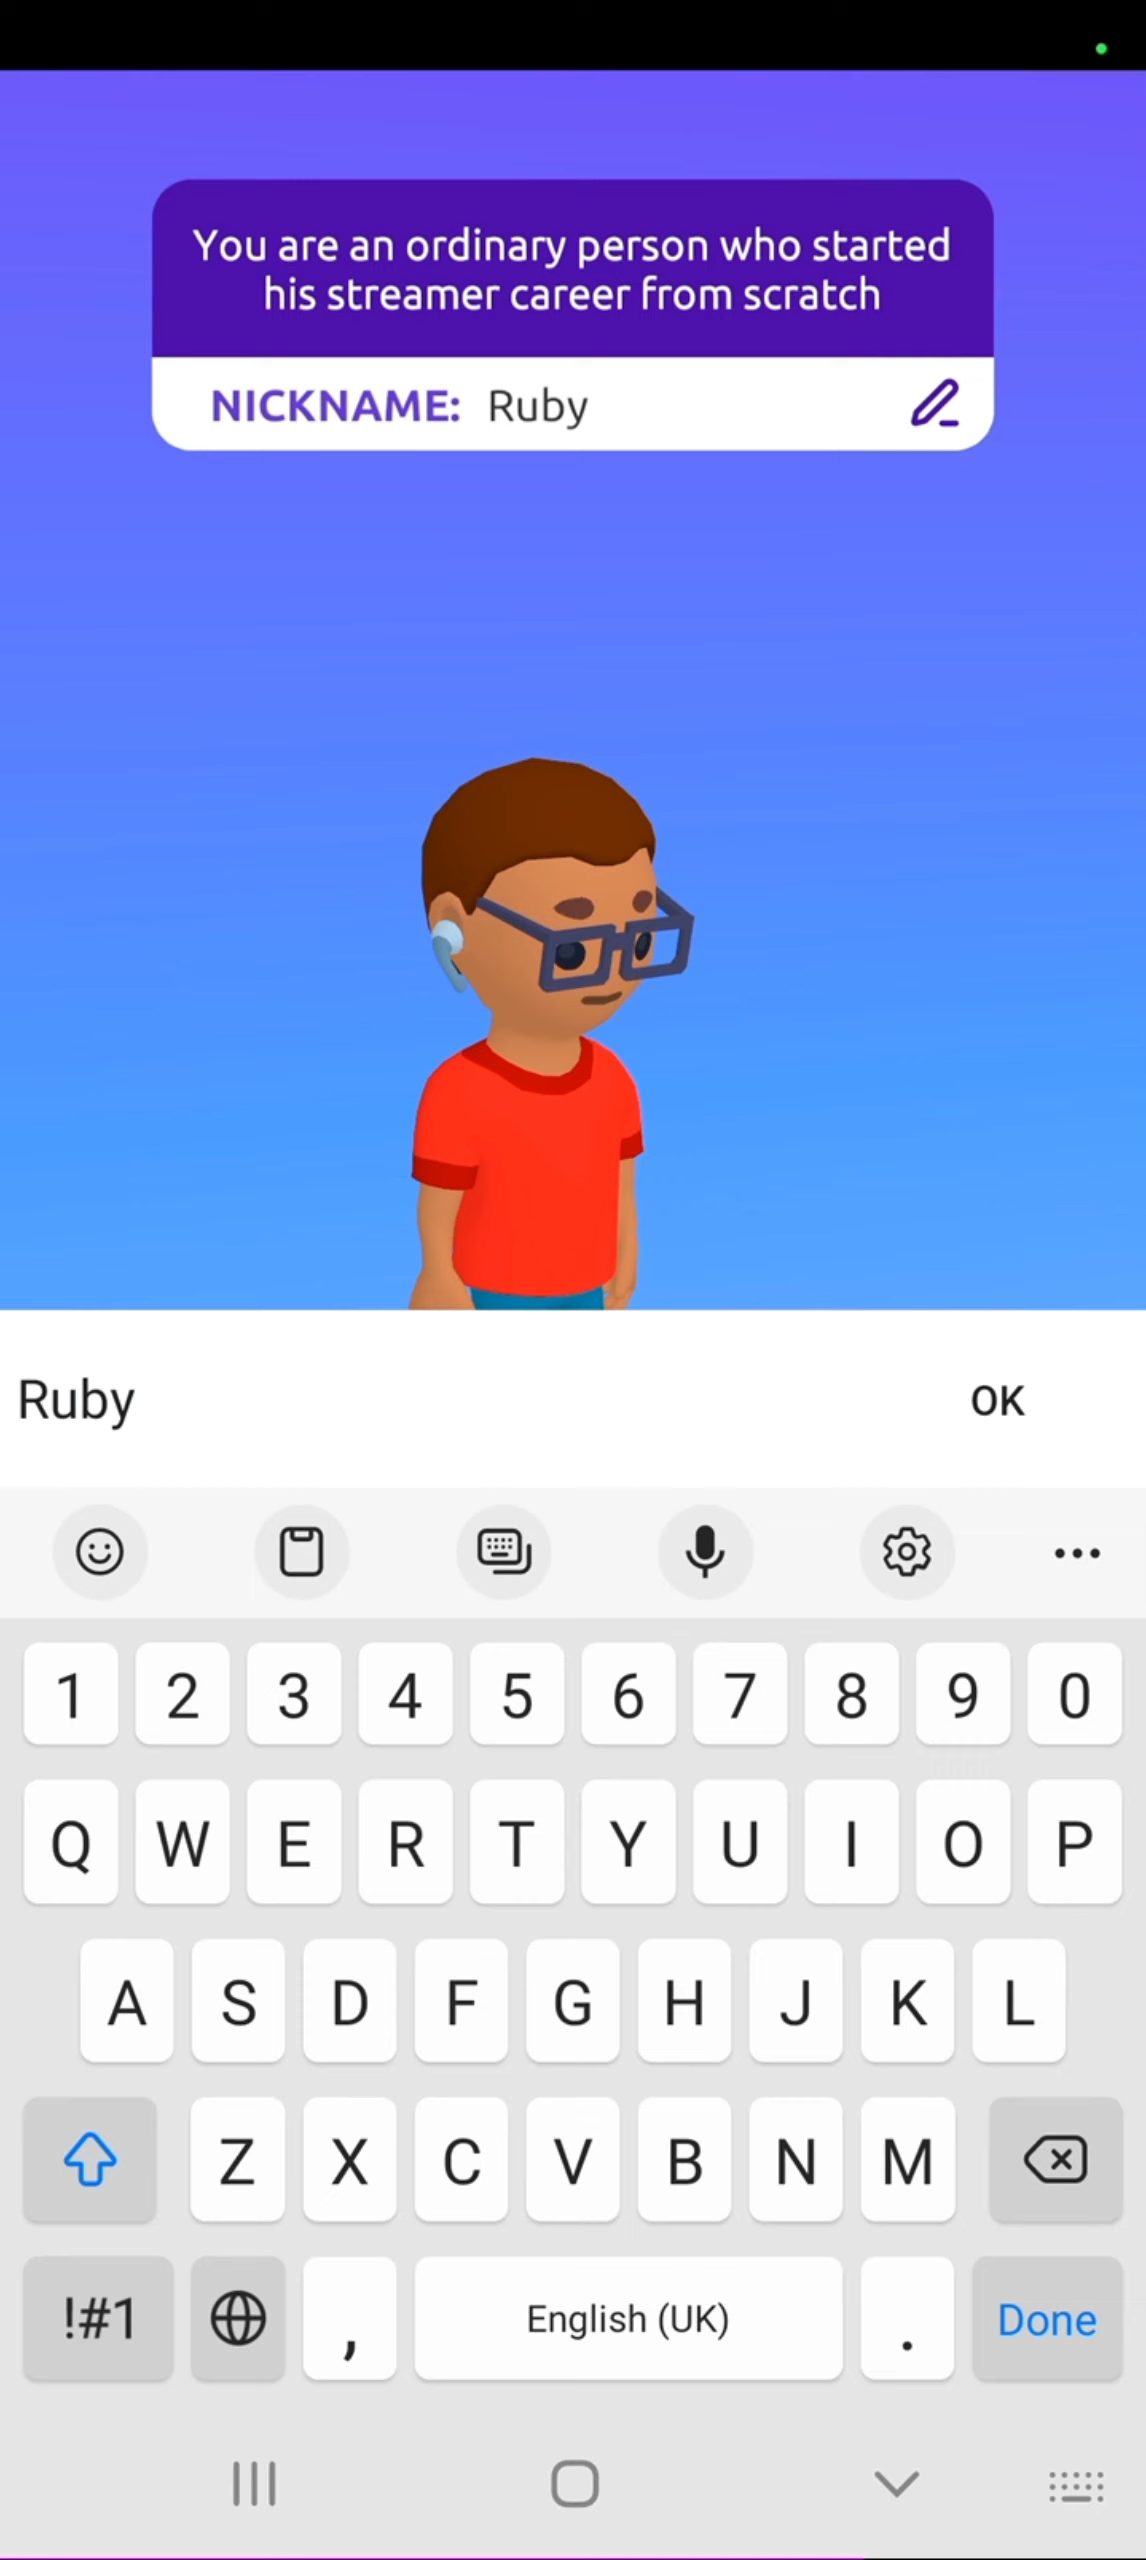 You are an ordinary person who started
his streamer career from scratch
NICKNAME: Ruby
Ruby OK
1 2 3 4 5 6 7 8 9 0
Q W E R T Y U I O P
A S D F G H J K L
Z X C V B N M
!#1 , English (UK) . Done